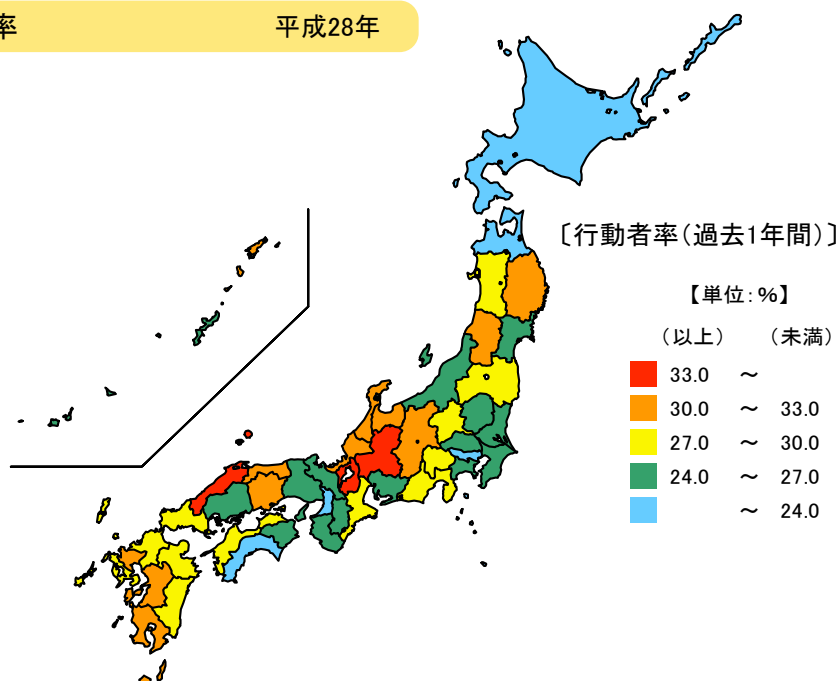 率 平成28年
〔行動者率(過去1年間)〕
【単位:%】
(以上) (未満)
33.0 ～
30.0 ～ 33.0
27.0 ～ 30.0
24.0 ～ 27.0
～ 24.0